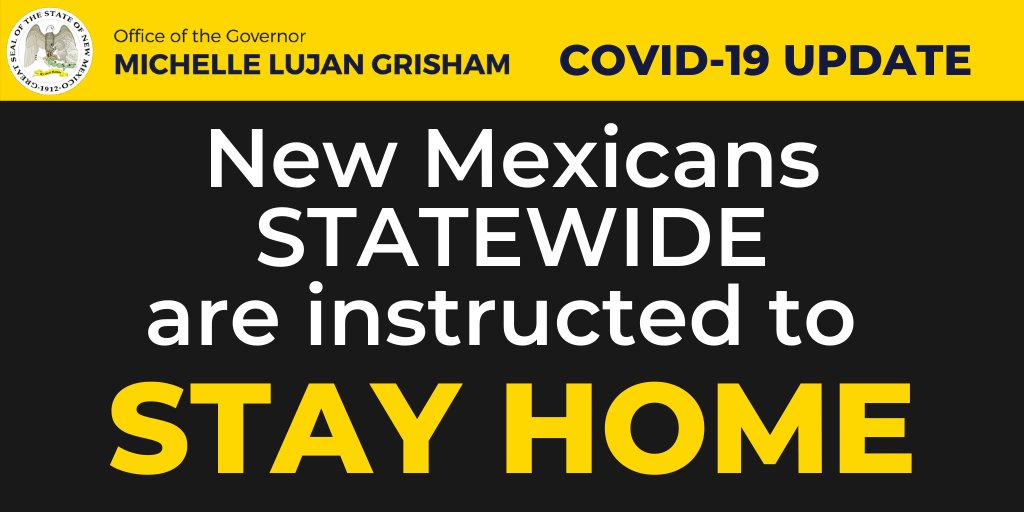 GREAT SEAL OF THE STATE OF NEW MEXICO
1912
Office of the Governor
MICHELLE LUJAN GRISHAM
COVID-19 UPDATE
New Mexicans
STATEWIDE
are instructed to
STAY HOME